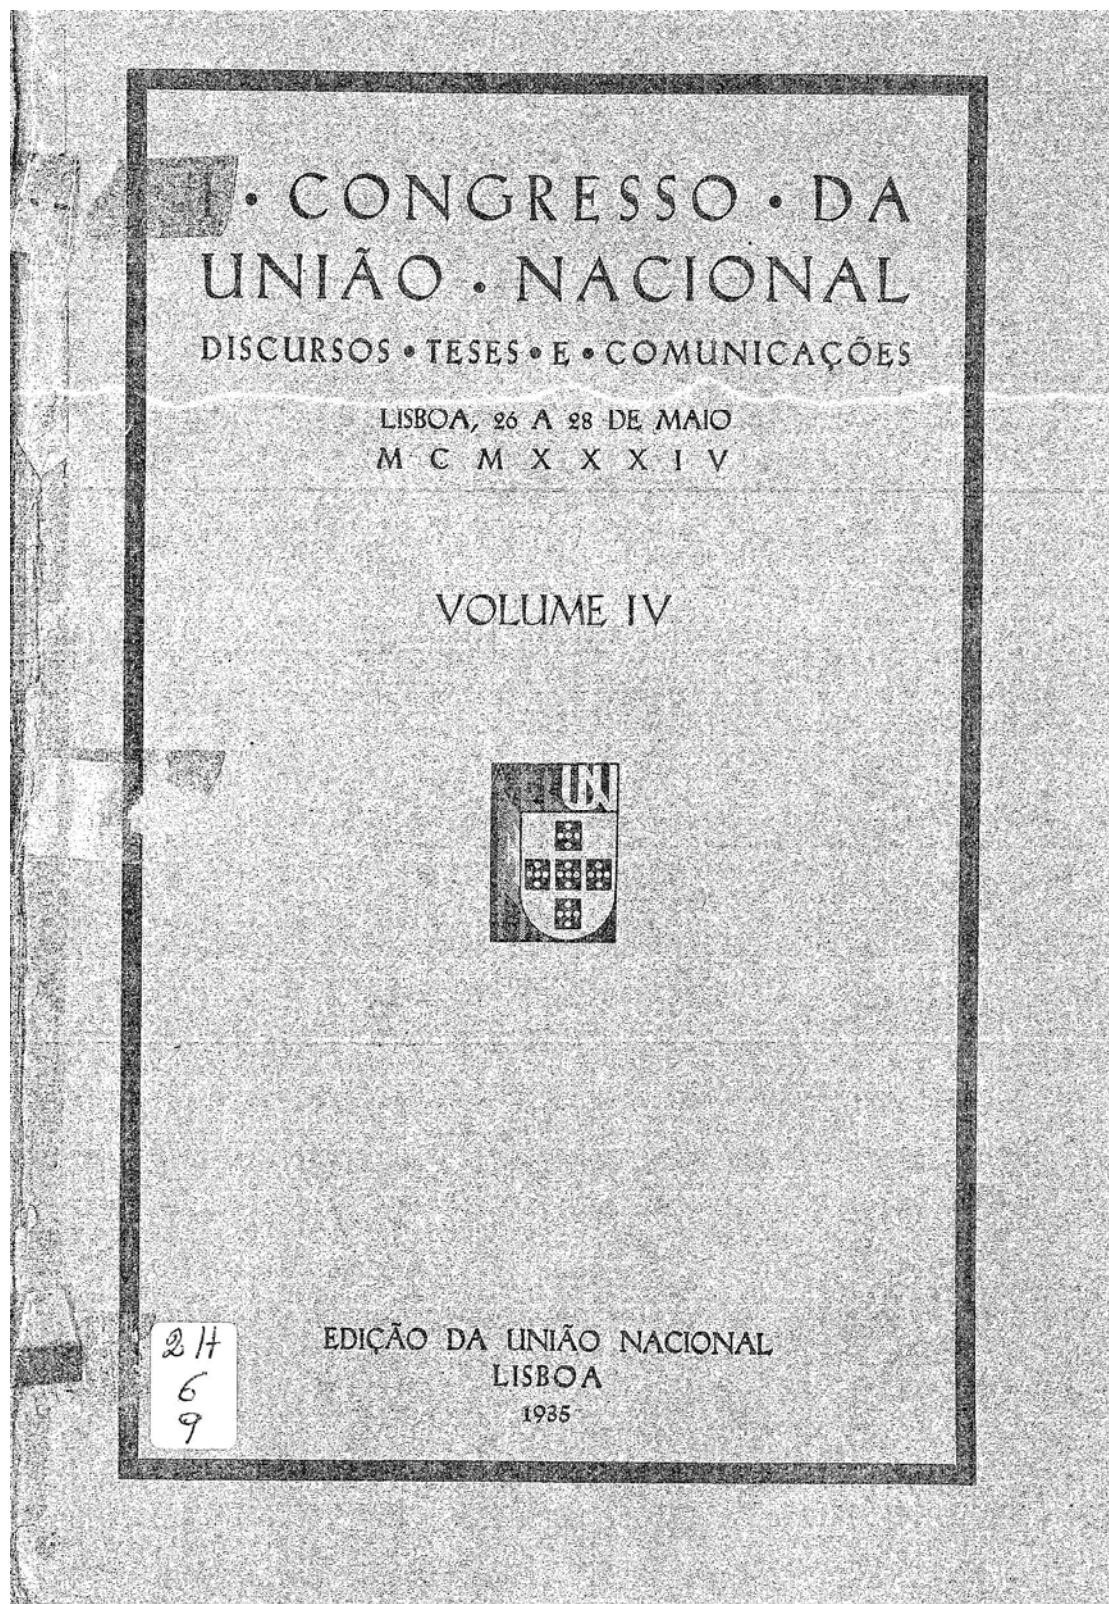 I · CONGRESSO · DA
UNIÃO · NACIONAL
DISCURSOS · TESES · E · COMUNICAÇÕES
LISBOA, 26 A 28 DE MAIO
M C M X X X I V
VOLUME IV
UN
EDIÇÃO DA UNIÃO NACIONAL
LISBOA
1935
2 H
6
9